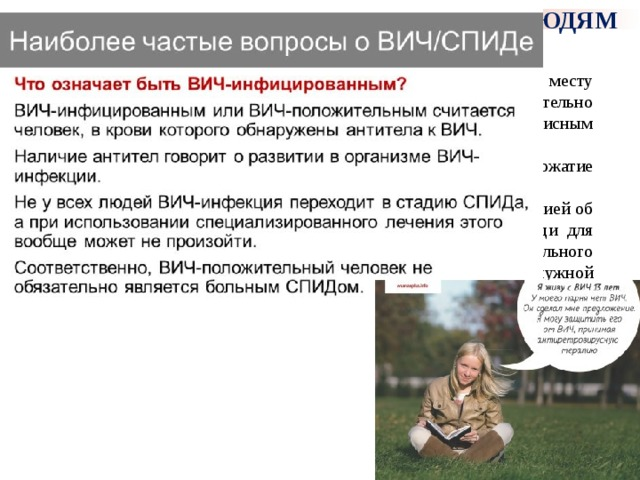 ЮДЯМ
Наиболее частые вопросы о ВИЧ/СПИДе
Что означает быть ВИЧ-инфицированным?
месту
ВИЧ-инфицированным или ВИЧ-положительным считается
тельно
человек, в крови которого обнаружены антитела к ВИЧ.
исным
Наличие антител говорит о развитии в организме ВИЧ-
инфекции.
ожатие
Не у всех людей ВИЧ-инфекция переходит в стадию СПИДа,
ией об
а при использовании специализированного лечения этого
вообще может не произойти.
ди для
льного
Соответственно, ВИЧ-положительный человек не
обязательно является больным СПИДом.
ужной
Я живу с ВИЧ 13 лет
У моего парня нет ВИЧ.
Он сделал мне предложение.
Я могу защитить его
от ВИЧ, принимая
антиретровирусную
терапию